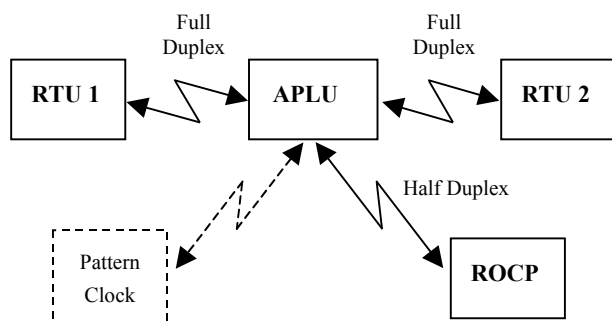 Full
Duplex
Full
Duplex
RTU 1
APLU
RTU 2
Half Duplex
Pattern
Clock
ROCP